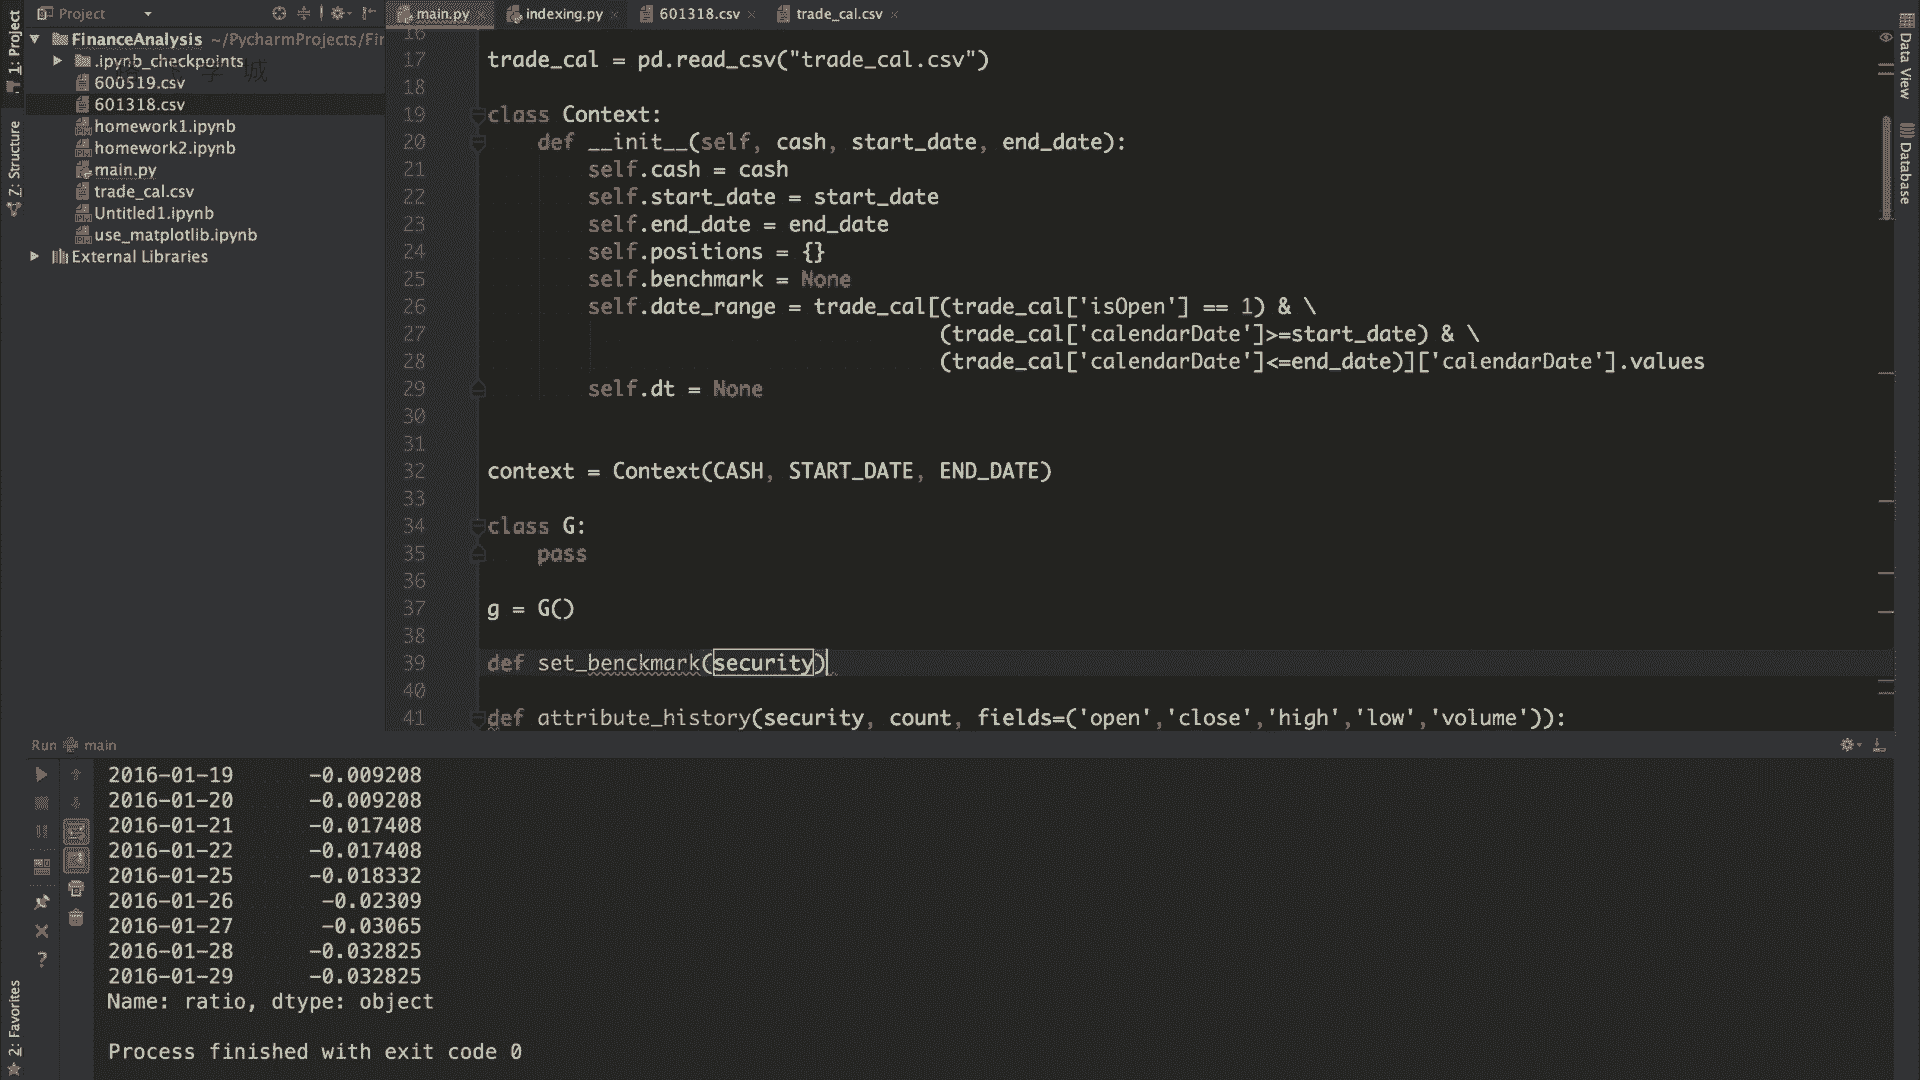 Project
main.py
indexing.py
601318.csv
trade_cal.csv
1: Project
Z: Structure
2: Favorites
FinanceAnalysis ~/PycharmProjects/Fir
.ipynb_checkpoints
600519.csv
601318.csv
homework1.ipynb
homework2.ipynb
main.py
trade_cal.csv
Untitled1.ipynb
use_matplotlib.ipynb
External Libraries
16
17 trade_cal = pd.read_csv("trade_cal.csv")
18
19 class Context:
20 def __init__(self, cash, start_date, end_date):
21 self.cash = cash
22 self.start_date = start_date
23 self.end_date = end_date
24 self.positions = {}
25 self.benchmark = None
26 self.date_range = trade_cal[(trade_cal['isOpen'] == 1) & \
27 (trade_cal['calendarDate']>=start_date) & \
28 (trade_cal['calendarDate']<=end_date)]['calendarDate'].values
29 self.dt = None
30
31
32 context = Context(CASH, START_DATE, END_DATE)
33
34 class G:
35 pass
36
37 g = G()
38
39 def set_benckmark(security)
40
41 def attribute_history(security, count, fields=('open','close','high','low','volume')):
Data View
Database
Run main
2016-01-19 -0.009208
2016-01-20 -0.009208
2016-01-21 -0.017408
2016-01-22 -0.017408
2016-01-25 -0.018332
2016-01-26 -0.02309
2016-01-27 -0.03065
2016-01-28 -0.032825
2016-01-29 -0.032825
Name: ratio, dtype: object
Process finished with exit code 0